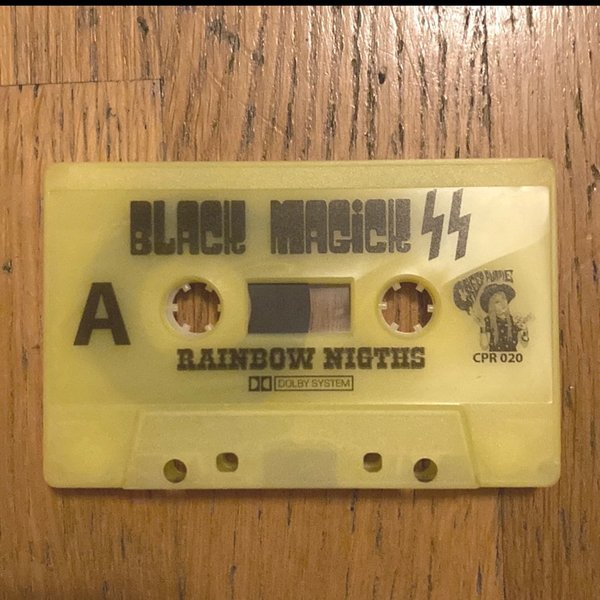 BLACK MAGICK SS
A
RAINBOW NIGTHS
DOLBY SYSTEM
CPR 020